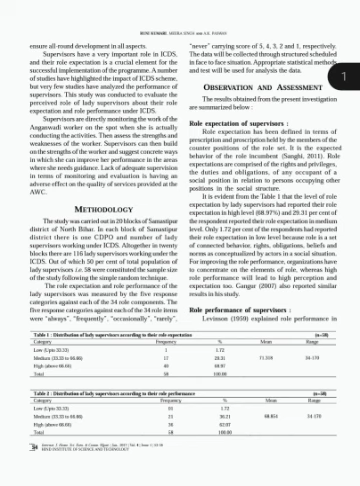 RUNI KUMARI, MEERA SINGH AND A.K. PASWAN
ensure all-round development in all aspects.
Supervisors have a very important role in ICDS,
and their role expectation is a crucial element for the
successful implementation of the programme. A number
of studies have highlighted the impact of ICDS scheme,
but very few studies have analyzed the performance of
supervisors. This study was conducted to evaluate the
perceived role of lady supervisors about their role
expectation and role performance under ICDS.
Supervisors are directly monitoring the work of the
Anganwadi worker on the spot when she is actually
conducting the activities. Then assess the strengths and
weaknesses of the worker. Supervisors can then build
on the strengths of the worker and suggest concrete ways
in which she can improve her performance in the areas
where she needs guidance. Lack of adequate supervision
in terms of monitoring and evaluation is having an
adverse effect on the quality of services provided at the
AWC.
METHODOLOGY
The study was carried out in 20 blocks of Samastipur
district of North Bihar. In each block of Samastipur
district there is one CDPO and number of lady
supervisors working under ICDS. Altogether in twenty
blocks there are 116 lady supervisors working under the
ICDS. Out of which 50 per cent of total population of
lady supervisors i.e. 58 were constituted the sample size
of the study following the simple random technique.
The role expectation and role performance of the
lady supervisors was measured by the five response
categories against each of the 34 role components. The
five response categories against each of the 34 role items
were "always", "frequently", "occasionally", "rarely",
"never" carrying score of 5, 4, 3, 2 and 1, respectively.
The data will be collected through structured scheduled
in face to face situation. Appropriate statistical methods
and test will be used for analysis the data.
1
OBSERVATION AND ASSESSMENT
The results obtained from the present investigation
are summarized below :
Role expectation of supervisors :
Role expectation has been defined in terms of
prescription and proscription held by the members of the
counter positions of the role set. It is the expected
behavior of the role incumbent (Sanghi, 2011). Role
expectations are comprised of the rights and privileges,
the duties and obligations, of any occupant of a
social position in relation to persons occupying other
positions in the social structure.
It is evident from the Table 1 that the level of role
expectation by lady supervisors had reported their role
expectation in high level (68.97%) and 29.31 per cent of
the respondent reported their role expectation in medium
level. Only 1.72 per cent of the respondents had reported
their role expectation in low level because role is a set
of connected behavior, rights, obligations, beliefs and
norms as conceptualized by actors in a social situation.
For improving the role performance, organizations have
to concentrate on the elements of role, whereas high
role performance will lead to high perception and
expectation too. Gangar (2007) also reported similar
results in his study.
Role performance of supervisors :
Levinson (1959) explained role performance in
Table 1 : Distribution of lady supervisors according to their role expectation (n=58)
Category Frequency % Mean Range
Low (Upto 33.33) 1 1.72
Medium (33.33 to 66.66) 17 29.31 71.519 34-170
High (above 66.66) 40 68.97
Total 58 100.00
Table 2 : Distribution of lady supervisors according to their role performance (n=58)
Category Frequency % Mean Range
Low (Upto 33.33) 01 1.72
Medium (33.33 to 66.66) 21 36.21 68.654 34-170
High (above 66.66) 36 62.07
Total 58 100.00
HIND INSTITUTE OF SCIENCE AND TECHNOLOGY